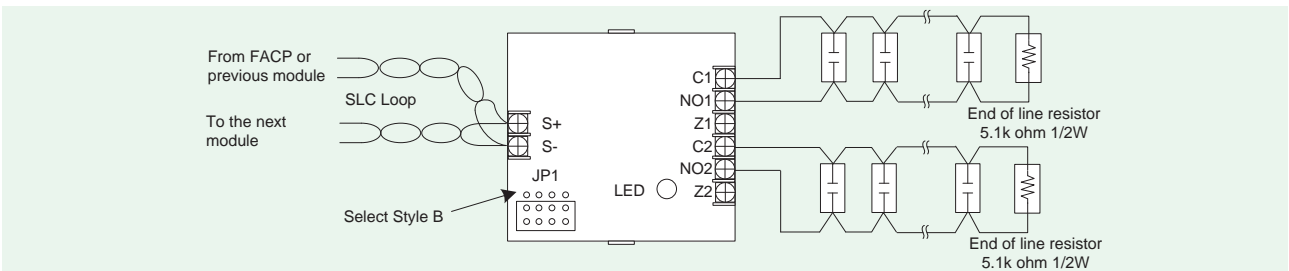 From FACP or
previous module
SLC Loop
To the next
module
Select Style B
S+
S-
JP1
LED
C1
NO1
Z1
C2
NO2
Z2
End of line resistor
5.1k ohm 1/2W
End of line resistor
5.1k ohm 1/2W